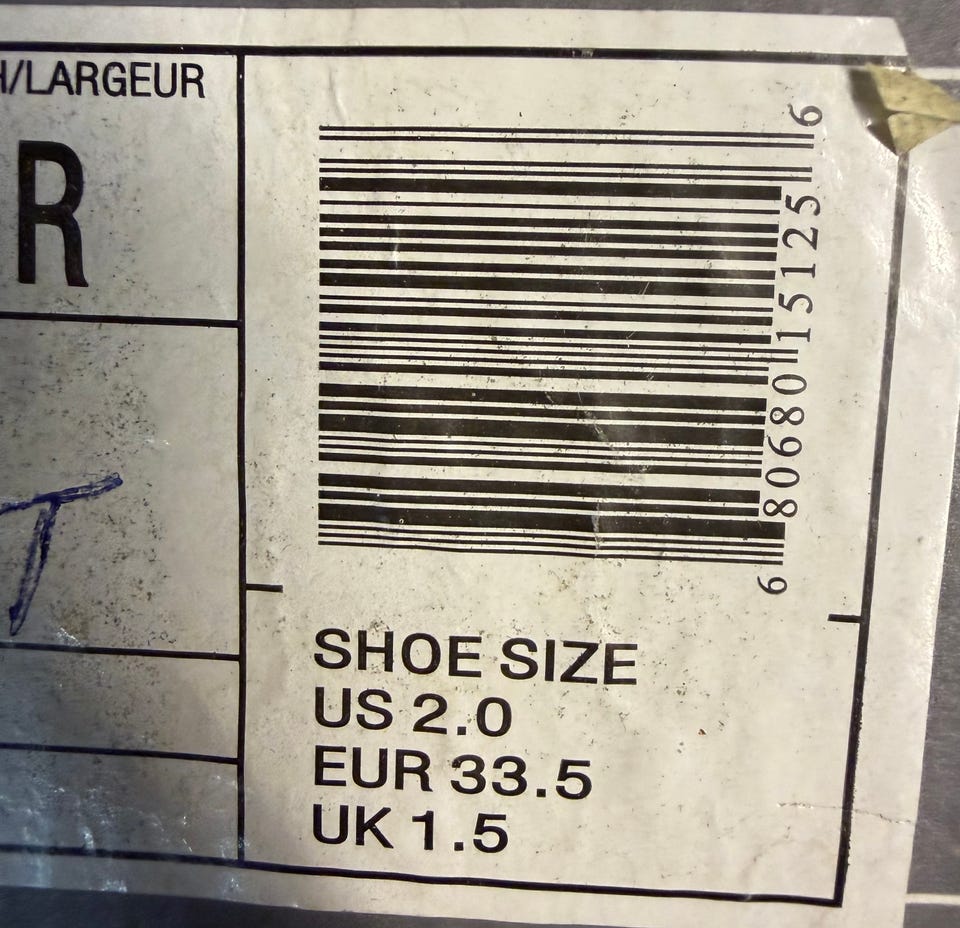 H/LARGEUR
R
T
6 80680 15125 6
SHOE SIZE
US 2.0
EUR 33.5
UK 1.5